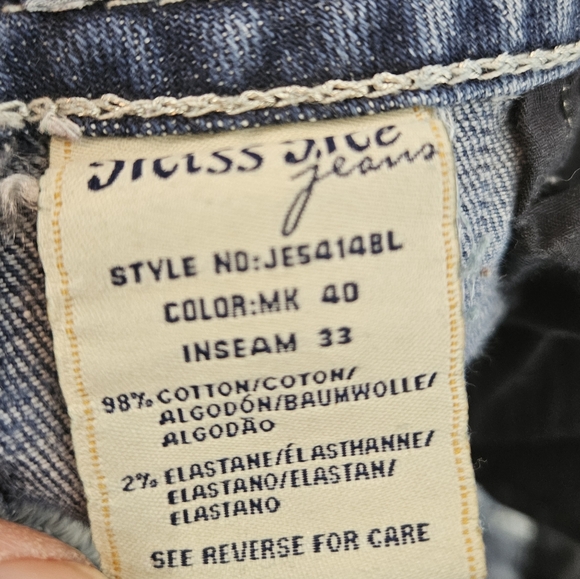 jeans
STYLE NO:JE5414BL
COLOR:MK 40
INSEAM 33
98% COTTON/COTON/
ALGODÓN/BAUMWOLLE/
ALGODÃO
2% ELASTANE/ÉLASTHANNE/
ELASTANO/ELASTAN/
ELASTANO
SEE REVERSE FOR CARE